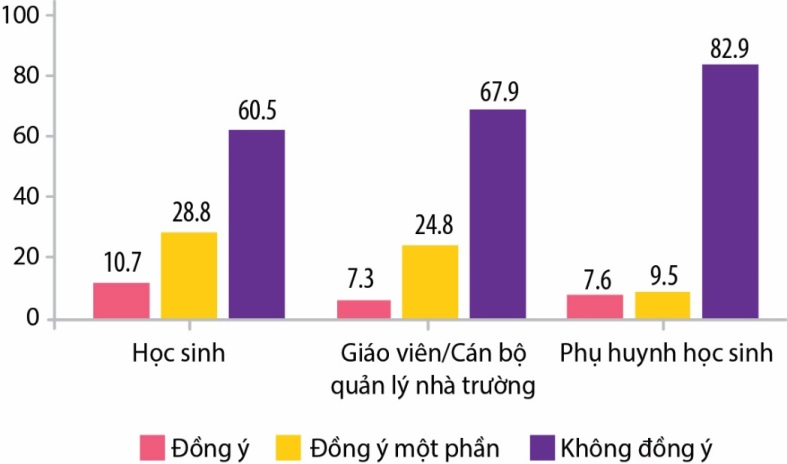 100
80
60
40
20
0
10.7
28.8
60.5
7.3
24.8
67.9
7.6
9.5
82.9
Học sinh
Giáo viên/Cán bộ
quản lý nhà trường
Phụ huynh học sinh
Đồng ý
Đồng ý một phần
Không đồng ý